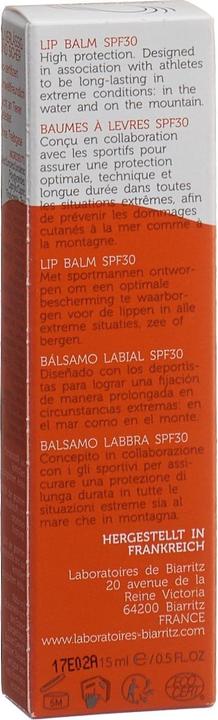 LIP BALM SPF30
High protection. Designed
in association with athletes
to be long-lasting in
extreme conditions: in the
water and on the mountain.
BAUMES À LEVRES SPF30
Conçu en collaboration
avec les sportifs pour
assurer une protection
optimale, technique et
longue durée dans toutes
les situations extrêmes, afin
de prévenir les dommages
cutanés à la mer comme à
la montagne.
LIP BALM SPF30
Met sportmannen ontwor-
pen om een optimale
bescherming te waarbor-
gen voor de lippen in alle
extreme situaties, zee of
bergen.
BÁLSAMO LABIAL SPF30
Diseñado con los deportis-
tas para lograr una fijación
de manera prolongada en
circunstancias extremas: en
el mar como en el monte.
BALSAMO LABBRA SPF30
Concepito in collaborazione
con i gli sportivi per assi-
curare una protezione di
lunga durata in tutte le
situazioni estreme sia al
mare che in montagna.
HERGESTELLT IN
FRANKREICH
Laboratoires de Biarritz
20 avenue de la
Reine Victoria
64200 Biarritz
FRANCE
www.laboratoires-biarritz.com
17E02A 15 ml e / 0.5 FL.OZ
6M
ECO
CERT